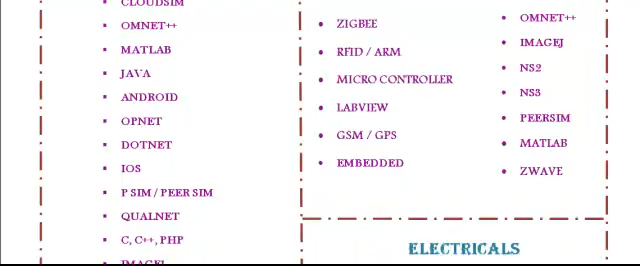 CLOUDSIM
OMNET++
MATLAB
JAVA
ANDROID
OPNET
DOTNET
IOS
P SIM / PEER SIM
QUALNET
C, C++, PHP
IMAGEJ
ZIGBEE
RFID / ARM
MICRO CONTROLLER
LABVIEW
GSM / GPS
EMBEDDED
OMNET++
IMAGEJ
NS2
NS3
PEERSIM
MATLAB
ZWAVE
ELECTRICALS